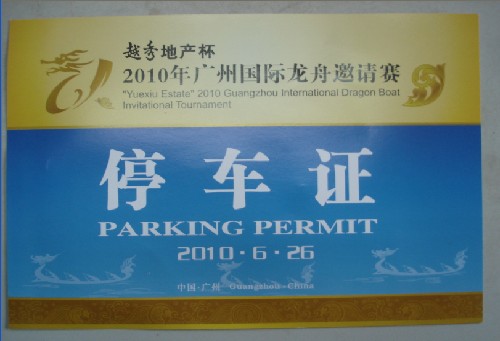 越秀地产杯
2010年广州国际龙舟邀请赛
"Yuexiu Estate" 2010 Guangzhou International Dragon Boat
Invitational Tournament
停车证
PARKING PERMIT
2010·6·26
中国·广州 Guangzhou-China